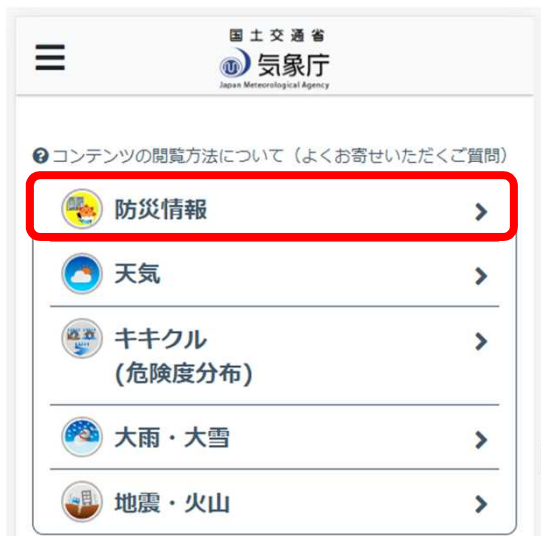 国土交通省
気象庁
Japan Meteorological Agency
コンテンツの閲覧方法について（よくお寄せいただくご質問）
防災情報
天気
キキクル
(危険度分布)
大雨・大雪
地震・火山